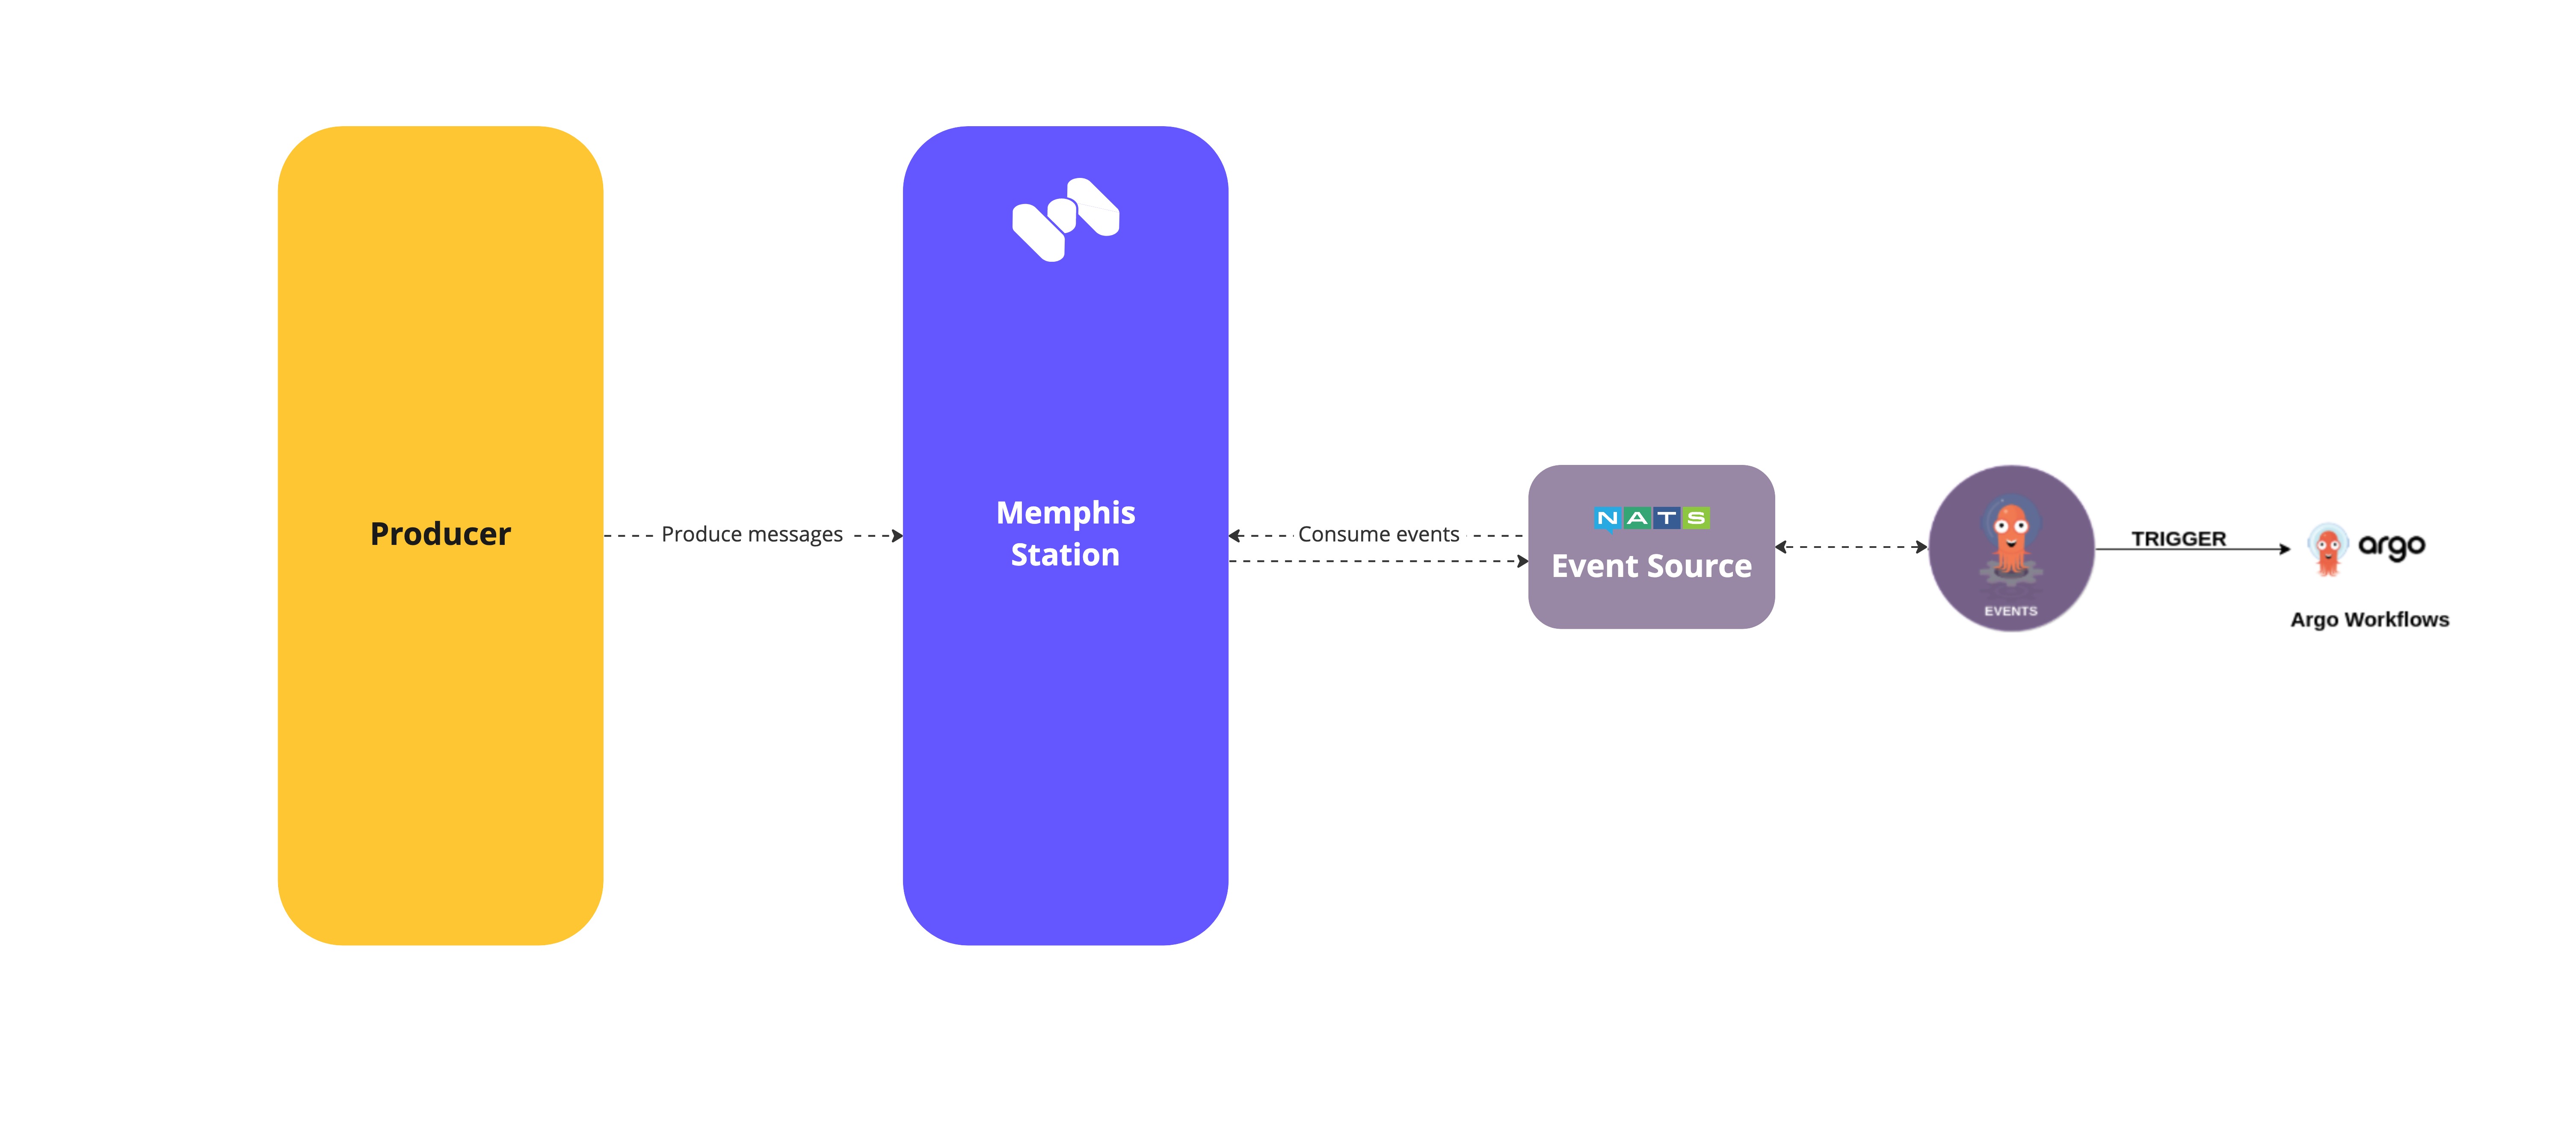 Producer
Produce messages
Memphis
Station
Consume events
NATS
Event Source
EVENTS
TRIGGER
argo
Argo Workflows